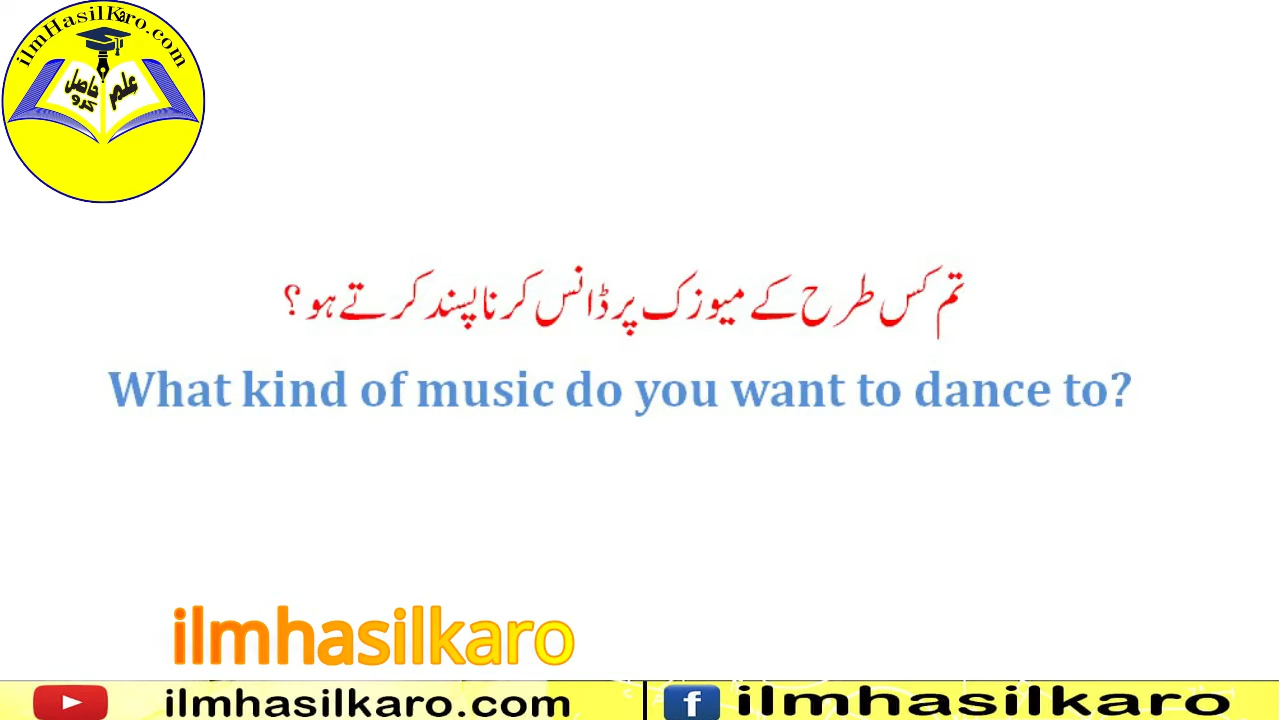 ilmHasilKaro.com
علم حاصل کرو
تم کس طرح کے میوزک پر ڈانس کرنا پسند کرتے ہو؟
What kind of music do you want to dance to?
ilmhasilkaro
ilmhasilkaro.com
ilmhasilkaro